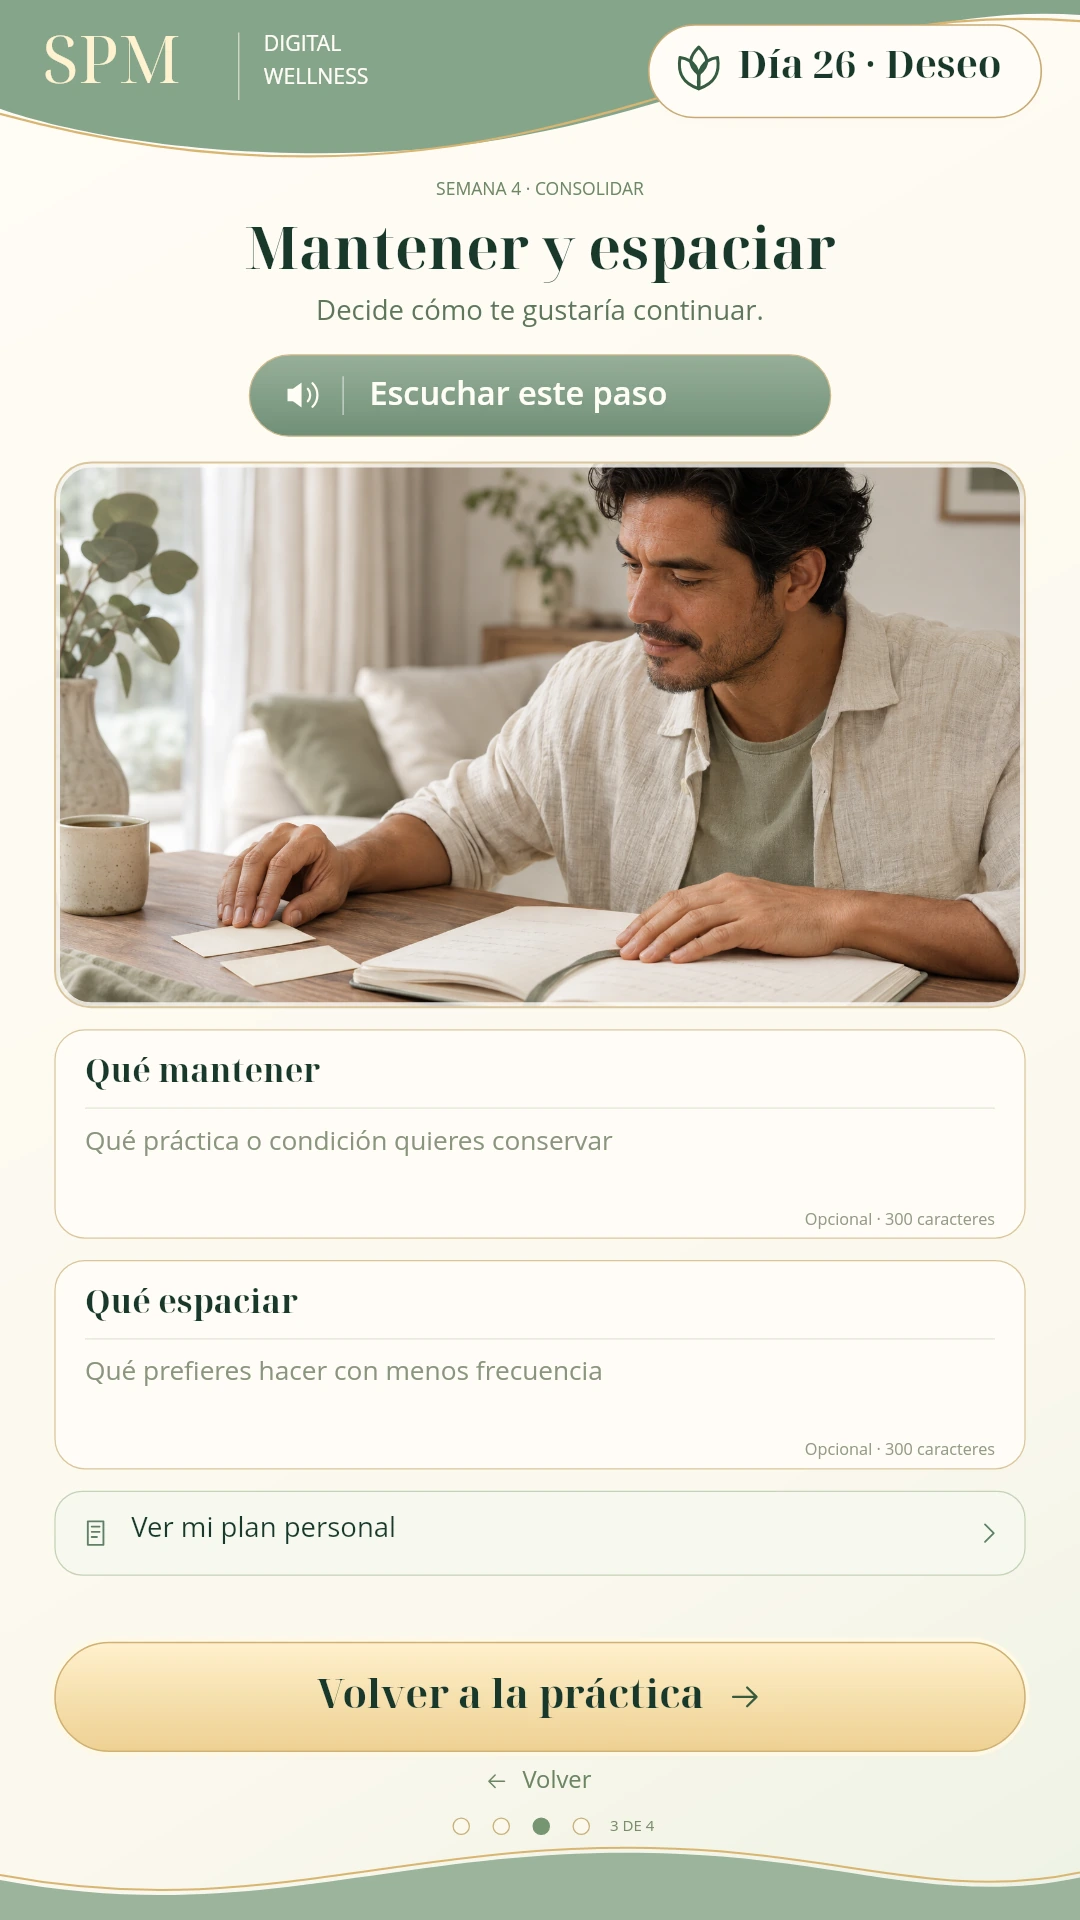 SPM
DIGITAL
WELLNESS
Día 26 · Deseo
SEMANA 4 · CONSOLIDAR
Mantener y espaciar
Decide cómo te gustaría continuar.
Escuchar este paso
Qué mantener
Qué práctica o condición quieres conservar
Opcional · 300 caracteres
Qué espaciar
Qué prefieres hacer con menos frecuencia
Opcional · 300 caracteres
Ver mi plan personal
Volver a la práctica →
← Volver
3 DE 4